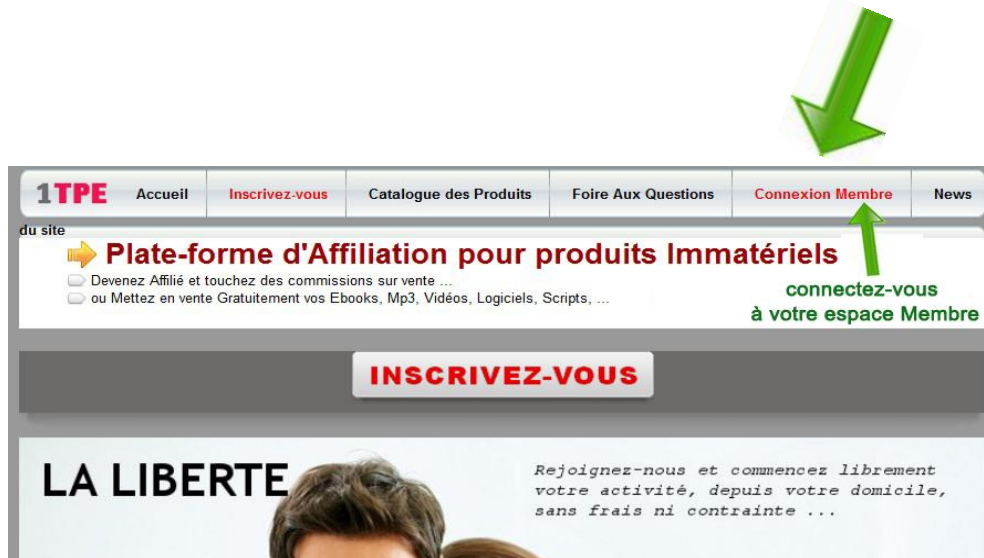 1TPE Accueil Inscrivez-vous Catalogue des Produits Foire Aux Questions Connexion Membre News
du site
Plate-forme d'Affiliation pour produits Immatériels
Devenez Affilié et touchez des commissions sur vente ...
ou Mettez en vente Gratuitement vos Ebooks, Mp3, Vidéos, Logiciels, Scripts, ...
connectez-vous
à votre espace Membre
INSCRIVEZ-VOUS
LA LIBERTE
Rejoignez-nous et commencez librement
votre activité, depuis votre domicile,
sans frais ni contrainte ...